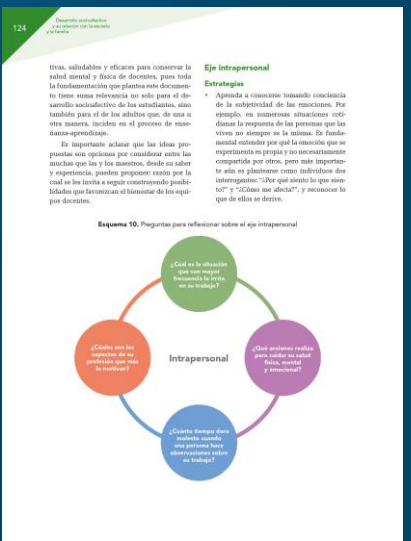 124
Desarrollo socioafectivo
y su relación con la escuela
y la familia
tivas, saludables y eficaces para conservar la
salud mental y física de docentes, pues toda
la fundamentación que plantea este documen-
to tiene suma relevancia no solo para el de-
sarrollo socioafectivo de los estudiantes, sino
también para el de los adultos que, de una u
otra manera, inciden en el proceso de ense-
ñanza-aprendizaje.
Es importante aclarar que las ideas pro-
puestas son opciones por considerar entre las
muchas que las y los maestros, desde su saber
y experiencia, pueden proponer: razón por la
cual se les invita a seguir construyendo posibi-
lidades que favorezcan el bienestar de los equi-
pos docentes.
Eje intrapersonal
Estrategias
• Aprenda a conocerse tomando conciencia
de la subjetividad de las emociones. Por
ejemplo, en numerosas situaciones coti-
dianas la respuesta de las personas que las
viven no siempre es la misma. Es funda-
mental entender por qué la emoción que se
experimenta es propia y no necesariamente
compartida por otros, pero más importan-
te aún es plantearse como individuos dos
interrogantes: "¿Por qué siento lo que sien-
to?" y "¿Cómo me afecta?", y reconocer lo
que de ellos se derive.
Esquema 10. Preguntas para reflexionar sobre el eje intrapersonal
¿Cuál es la situación
que con mayor
frecuencia le irrita
en su trabajo?
¿Cuáles son los
aspectos de su
profesión que más
le motivan?
Intrapersonal
¿Qué acciones realiza
para cuidar su salud
física, mental
y emocional?
¿Cuánto tiempo dura
molesto cuando
una persona hace
observaciones sobre
su trabajo?